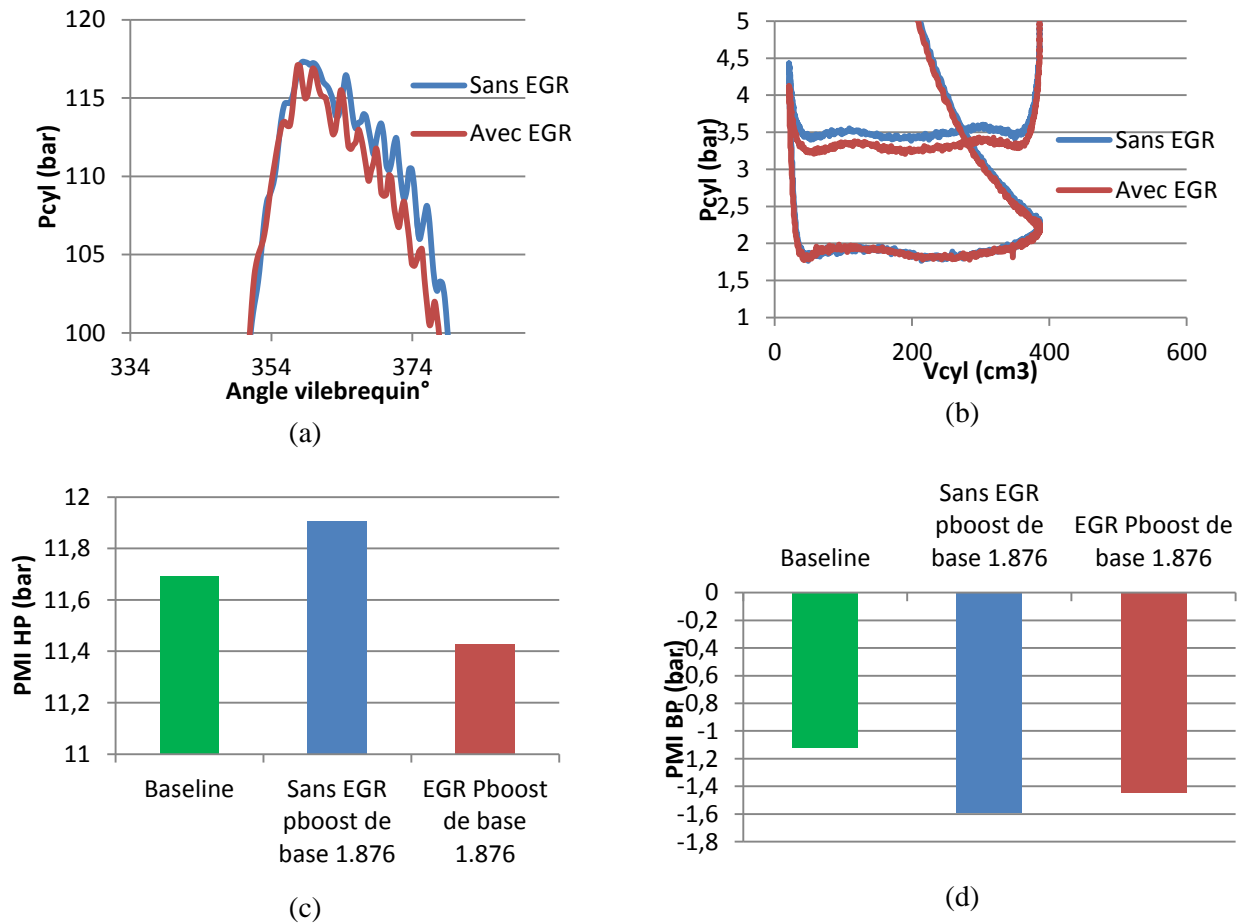 120
115
110
105
100
Pcyl (bar)
334
354
374
Angle vilebrequin°
Sans EGR
Avec EGR
(a)
5
4,5
4
3,5
3
2,5
2
1,5
1
Pcyl (bar)
0
200
400
600
Vcyl (cm3)
Sans EGR
Avec EGR
(b)
12
11,8
11,6
11,4
11,2
11
PMI HP (bar)
Baseline
Sans EGR
pboost de
base 1.876
EGR Pboost
de base
1.876
(c)
Baseline
Sans EGR
pboost de
base 1.876
EGR Pboost de
base 1.876
0
-0,2
-0,4
-0,6
-0,8
-1
-1,2
-1,4
-1,6
-1,8
PMI BP (bar)
(d)